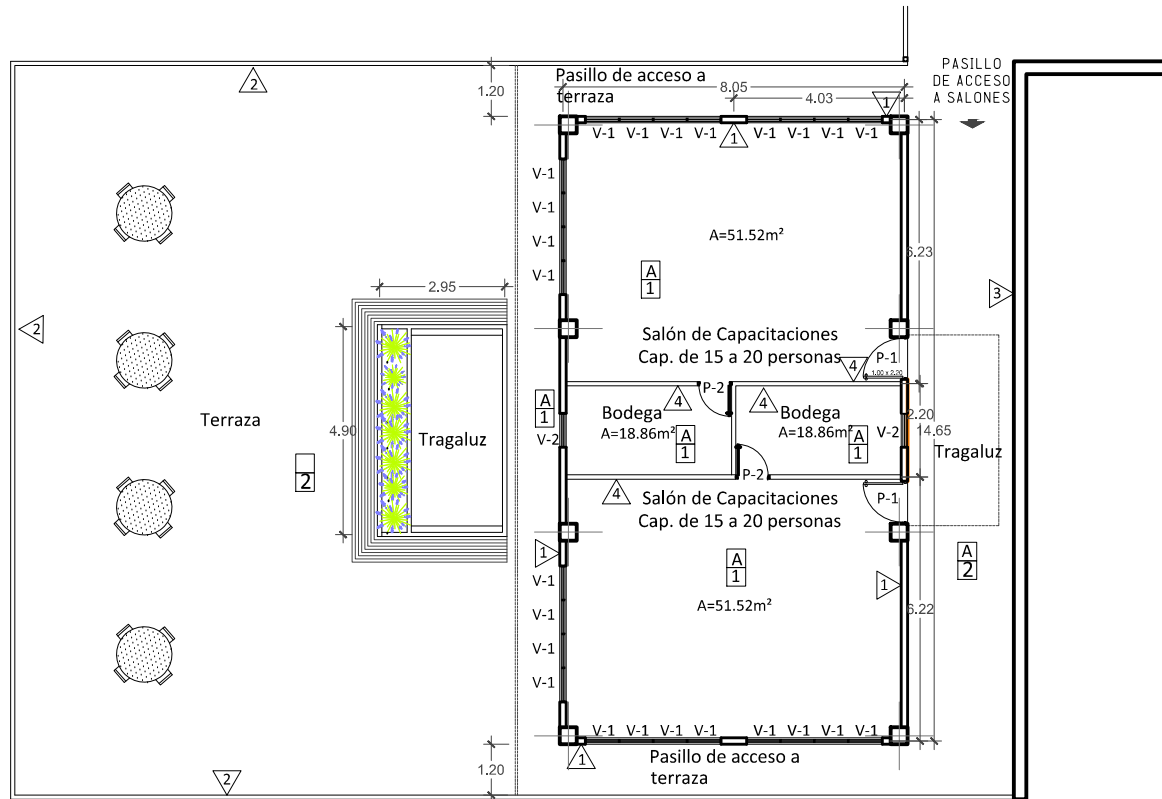 PASILLO
DE ACCESO
A SALONES
Pasillo de acceso a
terraza
8.05
4.03
1.20
2
1
V-1 V-1 V-1 V-1
1
V-1 V-1 V-1 V-1
V-1
V-1
V-1
V-1
A=51.52m²
6.23
A
1
2.95
3
2
Salón de Capacitaciones
Cap. de 15 a 20 personas
P-1
4
1.00 x 2.20
P-2
4
4
A
1
Bodega
A=18.86m²
A
1
Bodega
A=18.86m²
A
1
V-2
V-2
2.20
14.65
Terraza
4.90
Tragaluz
Tragaluz
2
P-2
4
P-1
Salón de Capacitaciones
Cap. de 15 a 20 personas
1
A
1
A
2
1
A=51.52m²
6.22
V-1
V-1
V-1
V-1
V-1 V-1 V-1 V-1
V-1 V-1 V-1 V-1
1
Pasillo de acceso a
terraza
1.20
2